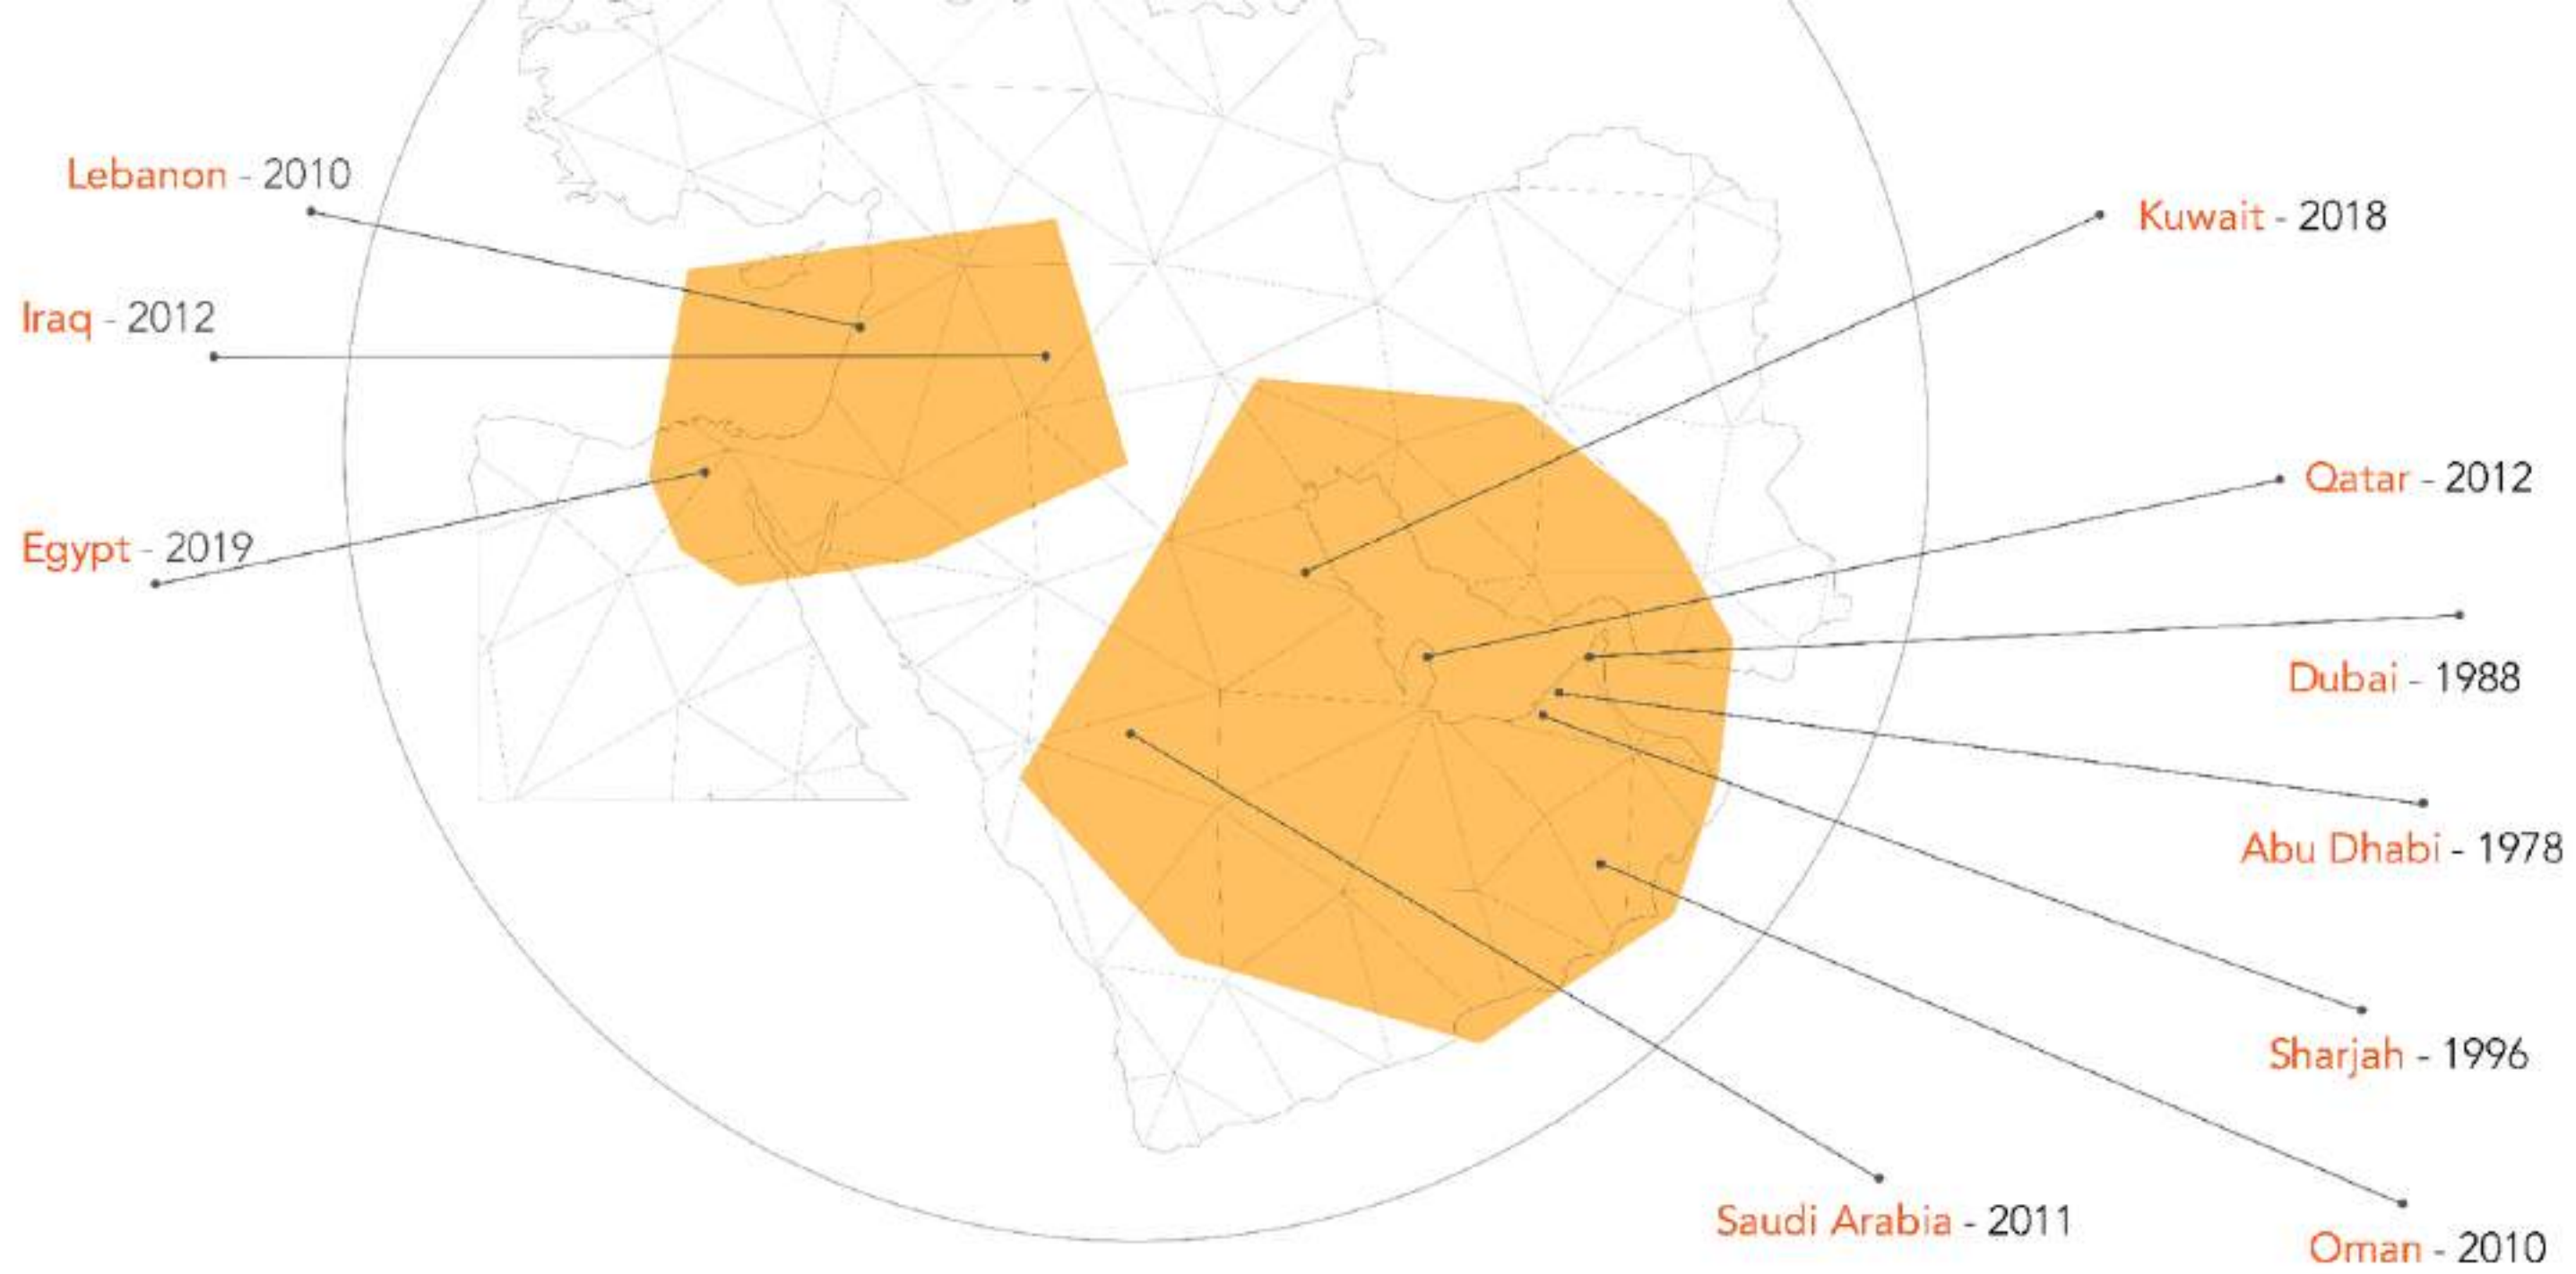 Lebanon - 2010
Iraq - 2012
Egypt - 2019
Kuwait - 2018
Qatar - 2012
Dubai - 1988
Abu Dhabi - 1978
Sharjah - 1996
Saudi Arabia - 2011
Oman - 2010